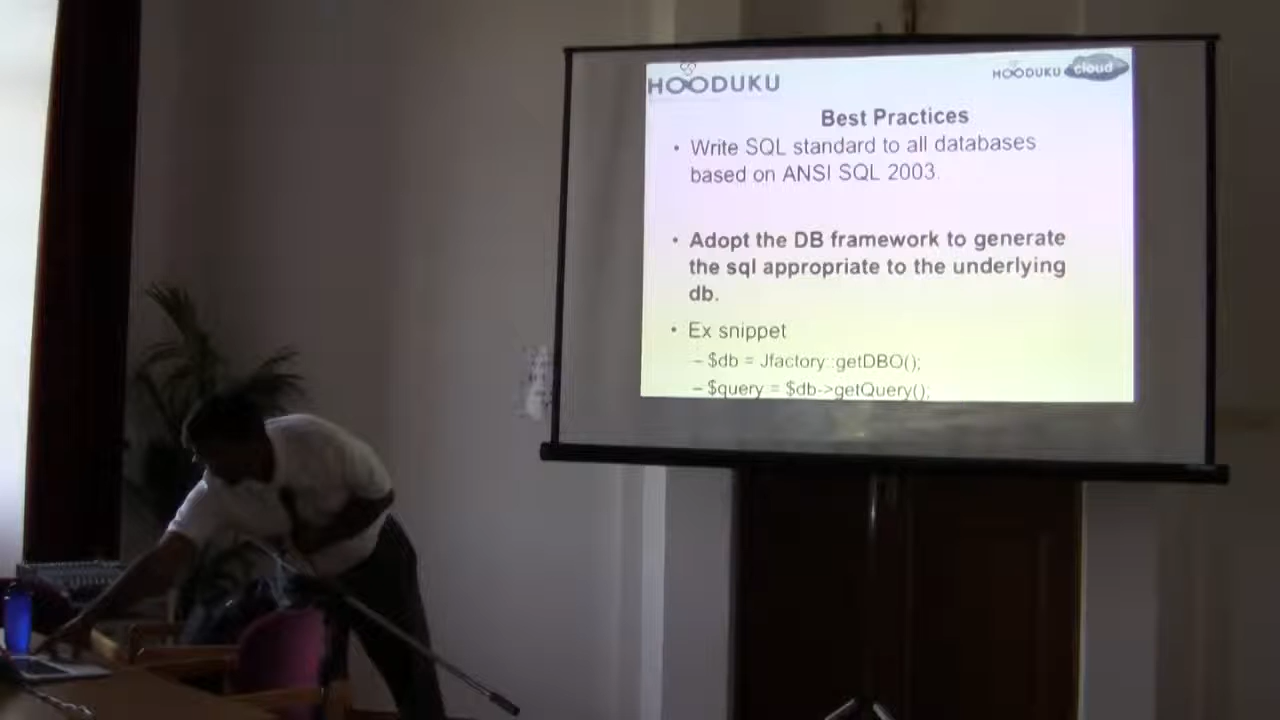 HOODUKU
HOODUKU cloud
Best Practices
• Write SQL standard to all databases
based on ANSI SQL 2003.
• Adopt the DB framework to generate
the sql appropriate to the underlying
db.
• Ex snippet
– $db = Jfactory::getDBO();
– $query = $db->getQuery();